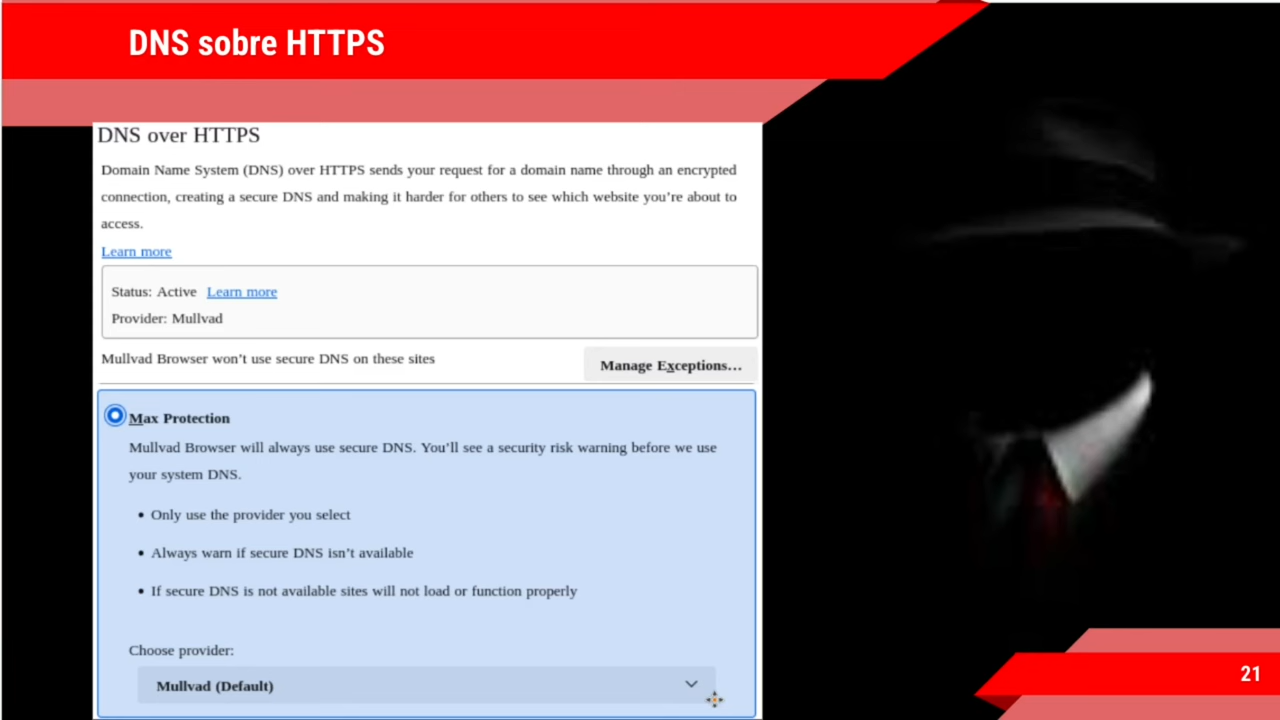 DNS sobre HTTPS
DNS over HTTPS
Domain Name System (DNS) over HTTPS sends your request for a domain name through an encrypted
connection, creating a secure DNS and making it harder for others to see which website you’re about to
access.
Learn more
Status: Active Learn more
Provider: Mullvad
Mullvad Browser won’t use secure DNS on these sites
Manage Exceptions…
Max Protection
Mullvad Browser will always use secure DNS. You’ll see a security risk warning before we use
your system DNS.
• Only use the provider you select
• Always warn if secure DNS isn’t available
• If secure DNS is not available sites will not load or function properly
Choose provider:
Mullvad (Default)
21